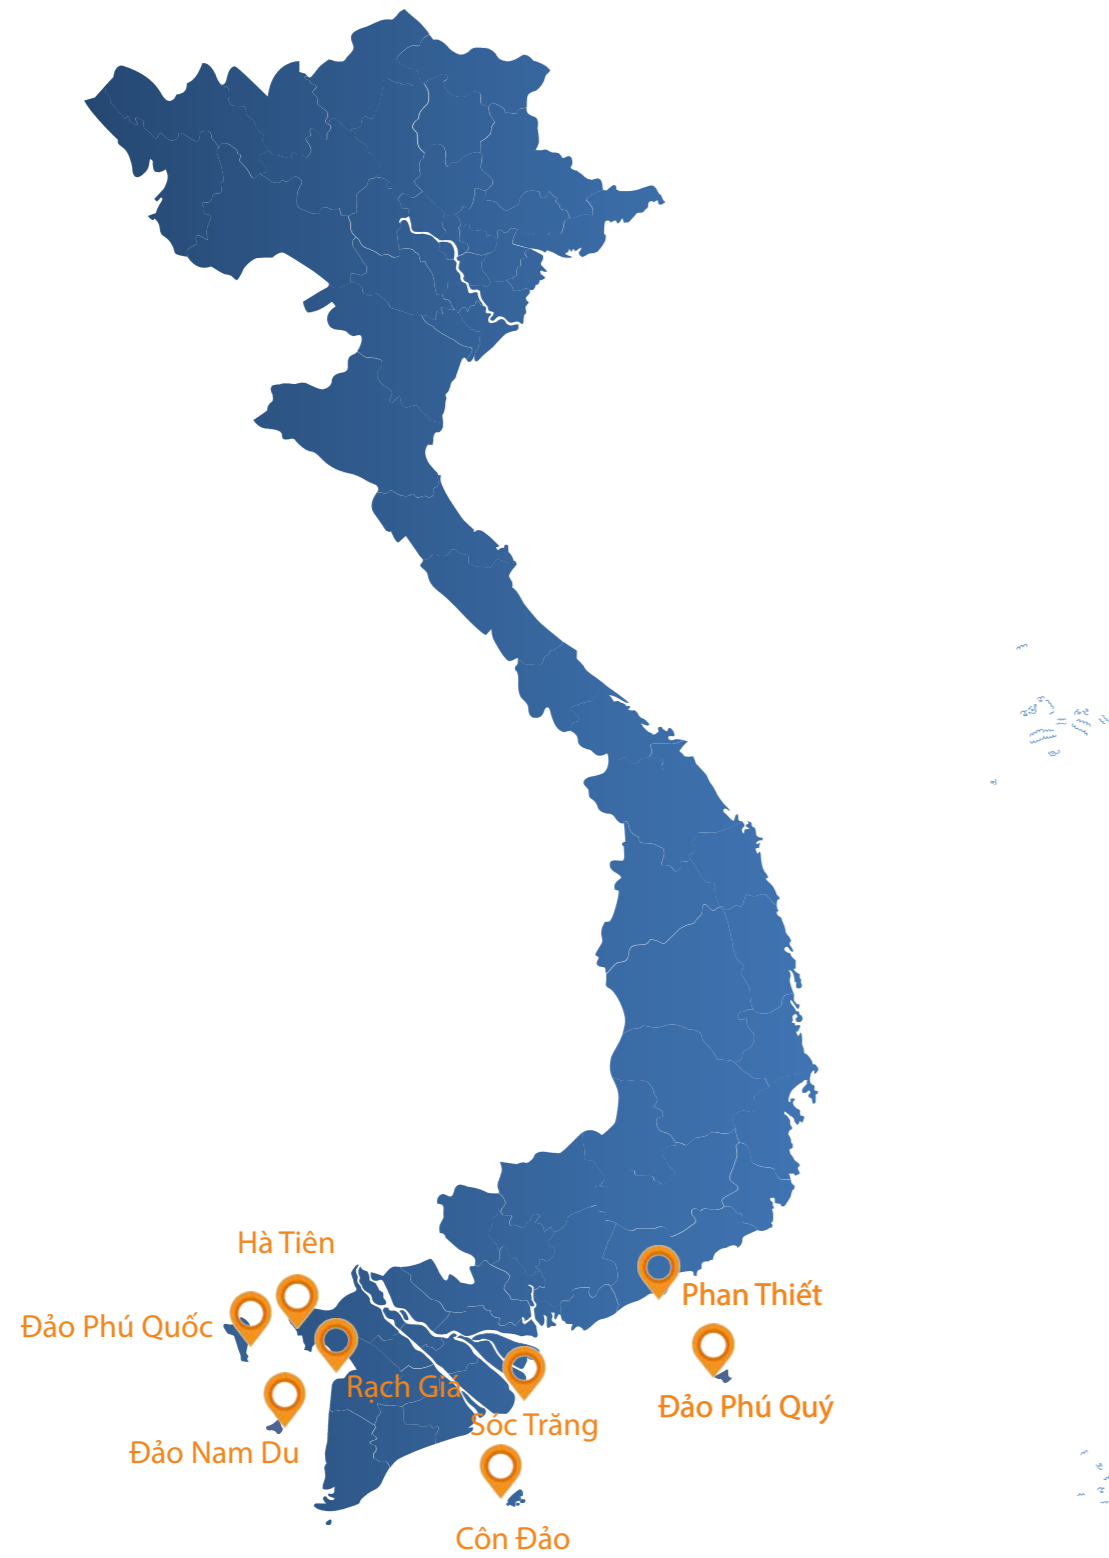 Hà Tiên
Phan Thiết
Đảo Phú Quốc
Rạch Giá
Đảo Phú Quý
Sóc Trăng
Đảo Nam Du
Côn Đảo